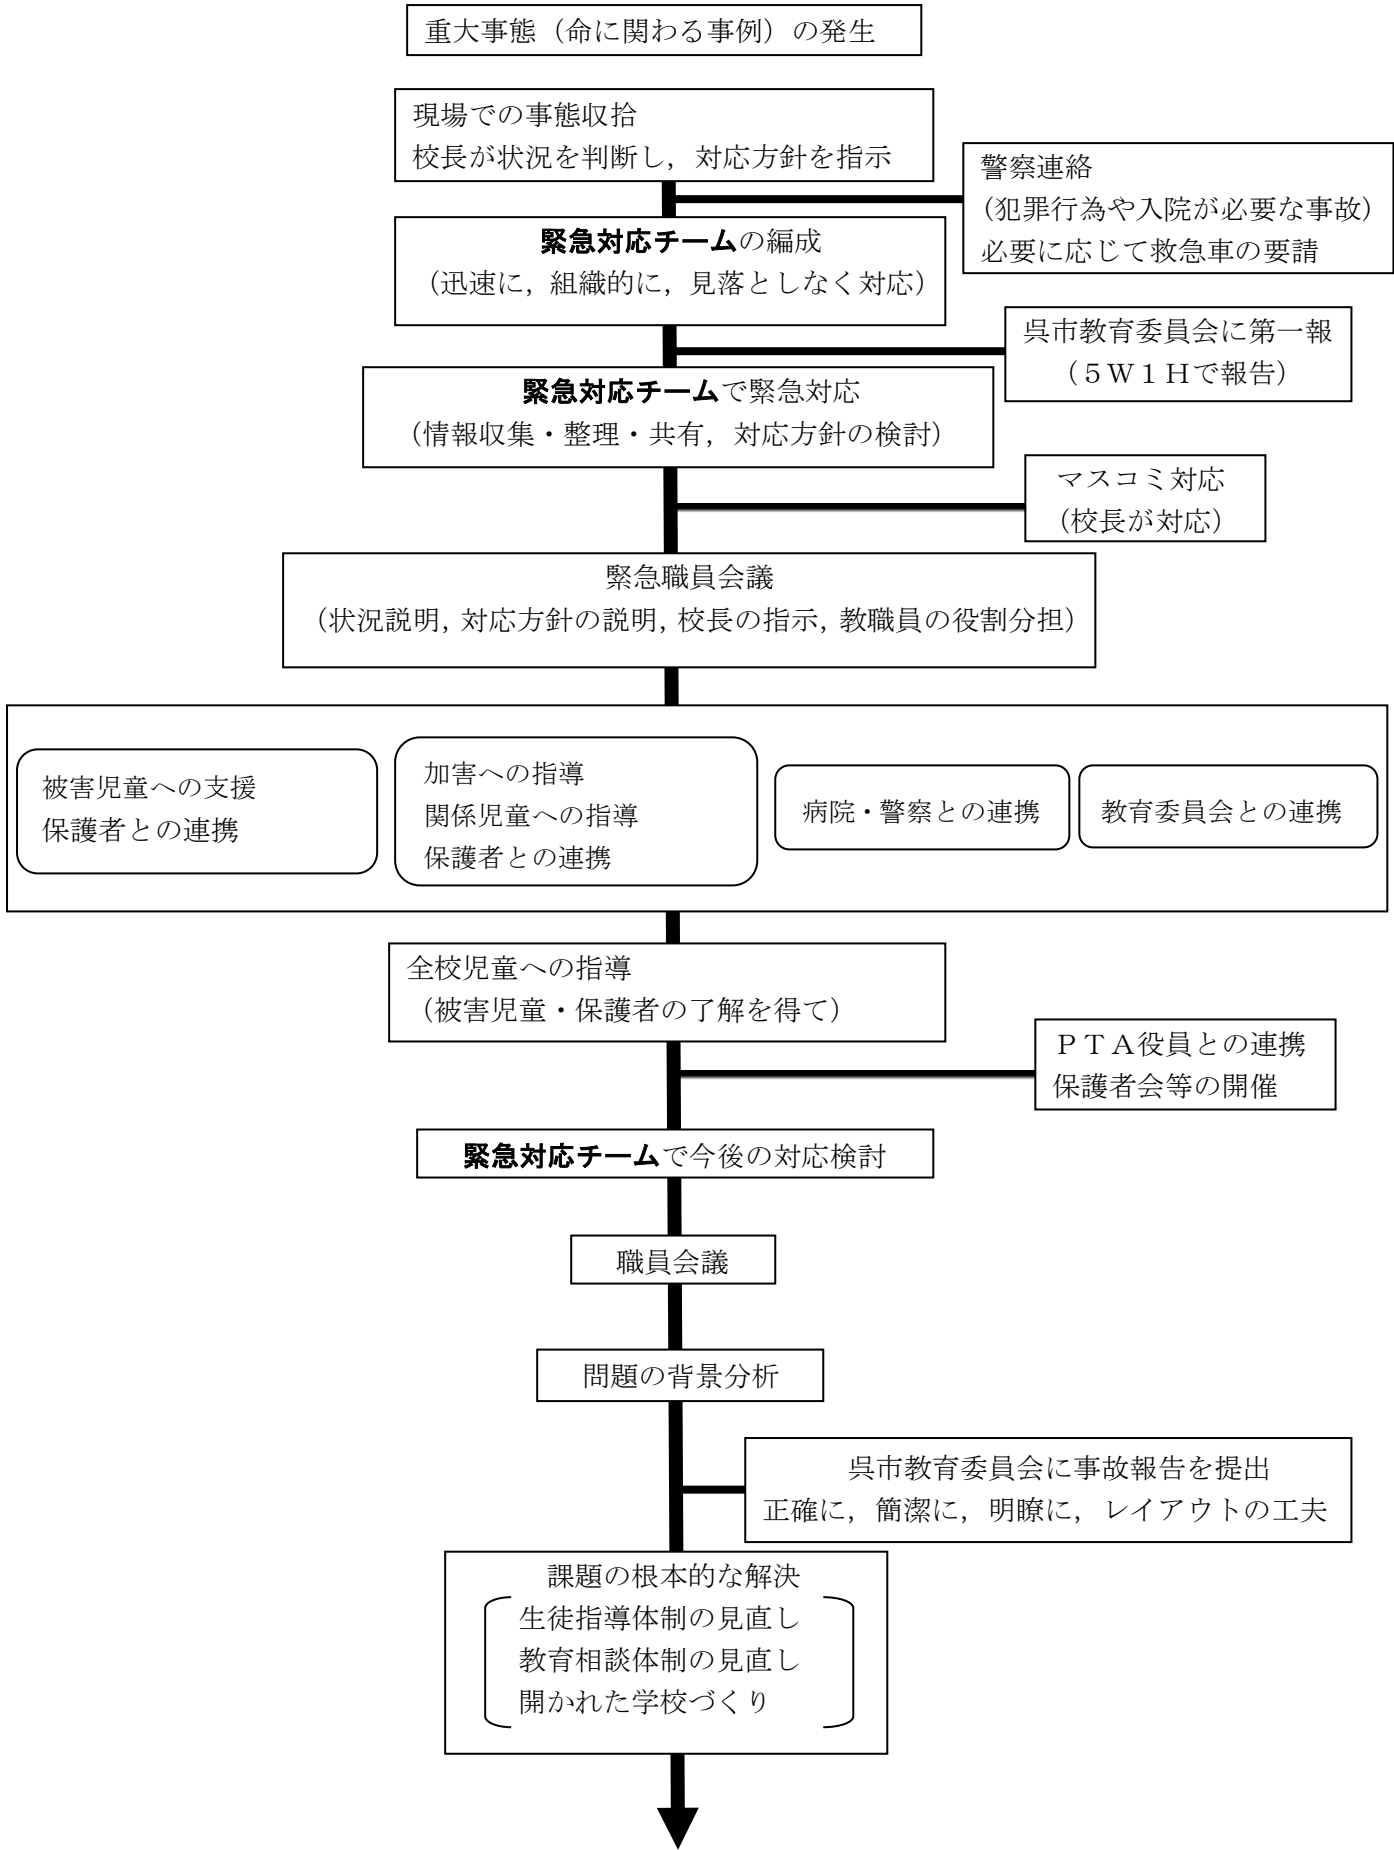 重大事態（命に関わる事例）の発生
現場での事態収拾
校長が状況を判断し，対応方針を指示
警察連絡
（犯罪行為や入院が必要な事故）
必要に応じて救急車の要請
緊急対応チームの編成
（迅速に，組織的に，見落としなく対応）
呉市教育委員会に第一報
（５Ｗ１Ｈで報告）
緊急対応チームで緊急対応
（情報収集・整理・共有，対応方針の検討）
マスコミ対応
（校長が対応）
緊急職員会議
（状況説明，対応方針の説明，校長の指示，教職員の役割分担）
被害児童への支援
保護者との連携
加害への指導
関係児童への指導
保護者との連携
病院・警察との連携
教育委員会との連携
全校児童への指導
（被害児童・保護者の了解を得て）
ＰＴＡ役員との連携
保護者会等の開催
緊急対応チームで今後の対応検討
職員会議
問題の背景分析
呉市教育委員会に事故報告を提出
正確に，簡潔に，明瞭に，レイアウトの工夫
課題の根本的な解決
生徒指導体制の見直し
教育相談体制の見直し
開かれた学校づくり